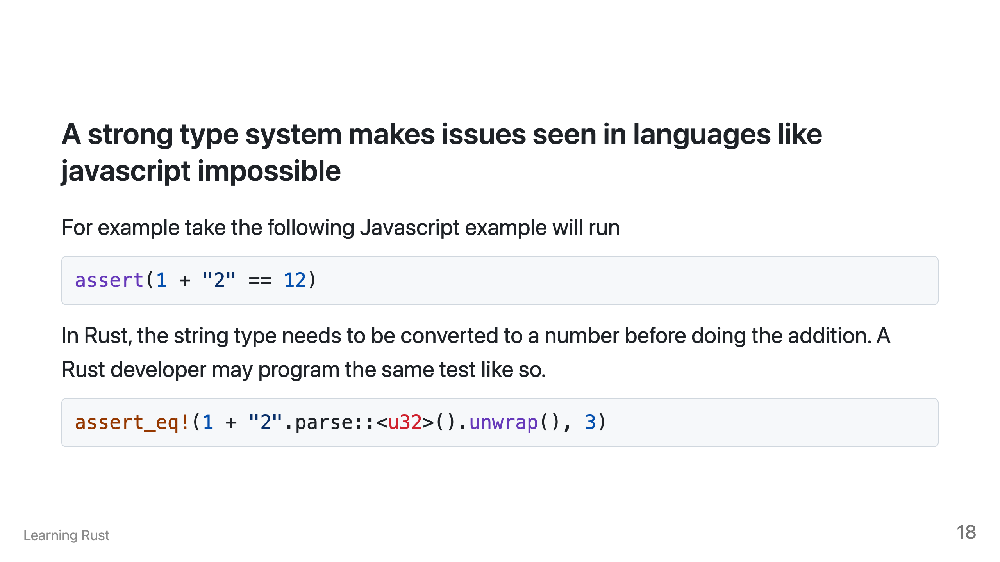 A strong type system makes issues seen in languages like
javascript impossible
For example take the following Javascript example will run
assert(1 + "2" == 12)
In Rust, the string type needs to be converted to a number before doing the addition. A
Rust developer may program the same test like so.
assert_eq!(1 + "2".parse::<u32>().unwrap(), 3)
Learning Rust
18